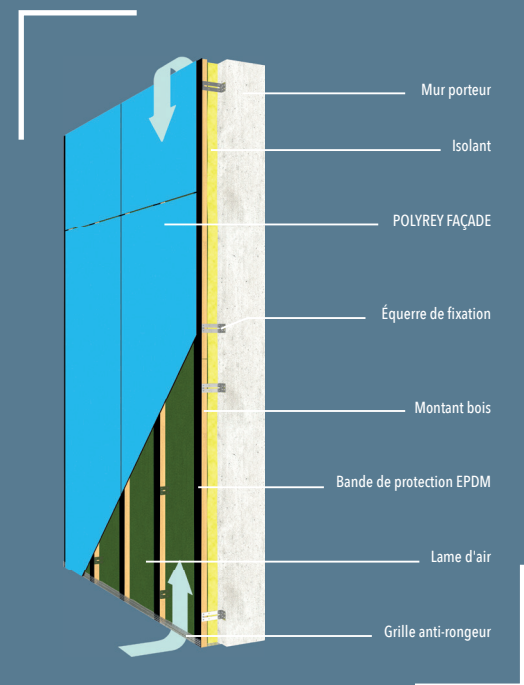 Mur porteur
Isolant
POLYREY FAÇADE
Équerre de fixation
Montant bois
Bande de protection EPDM
Lame d'air
Grille anti-rongeur